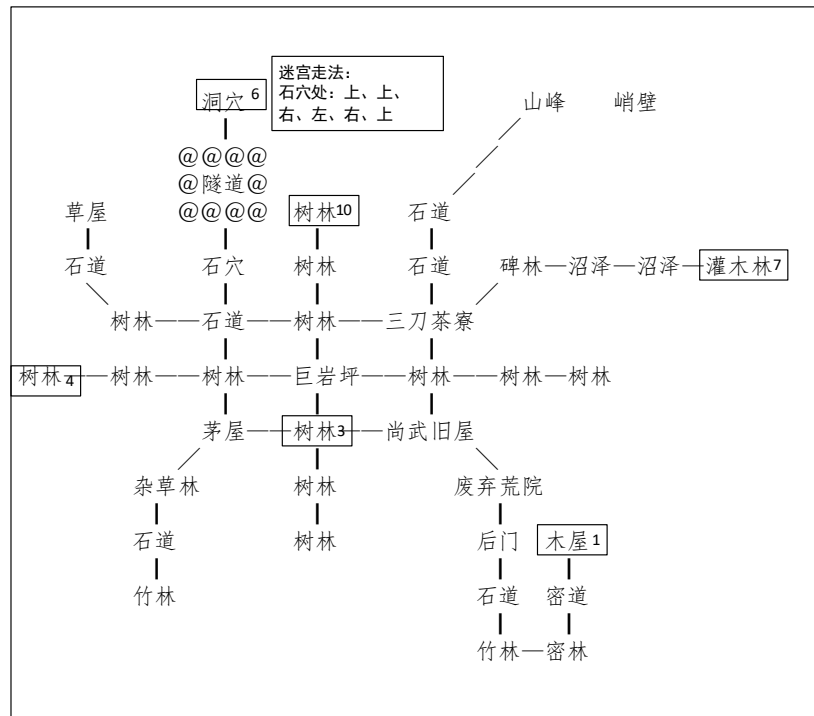 迷宫走法：
石穴处：上、上、
右、左、右、上
洞穴 6
山峰 峭壁
@@@@
@隧道@
@@@@
草屋 树林10 石道
石道 石穴 树林 石道 碑林—沼泽—沼泽—灌木林7
树林——石道——树林——三刀茶寮
树林4—树林——树林——巨岩坪——树林——树林—树林
茅屋——树林3——尚武旧屋
杂草林 树林 废弃荒院
石道 树林 后门 木屋1
竹林 石道 密道
竹林—密林